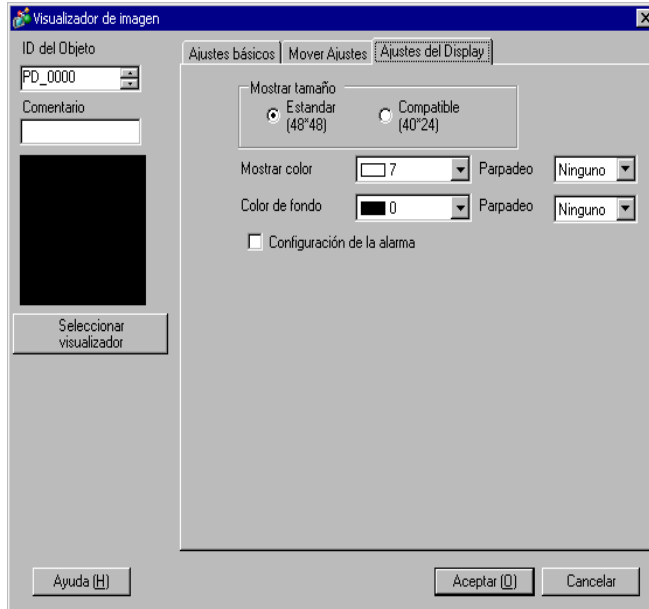 Visualizador de imagen
ID del Objeto
PD_0000
Comentario
Seleccionar
visualizador
Ajustes básicos
Mover Ajustes
Ajustes del Display
Mostrar tamaño
Estandar
(48*48)
Compatible
(40*24)
Mostrar color
7
Parpadeo
Ninguno
Color de fondo
0
Parpadeo
Ninguno
Configuración de la alarma
Ayuda (H)
Aceptar (O)
Cancelar